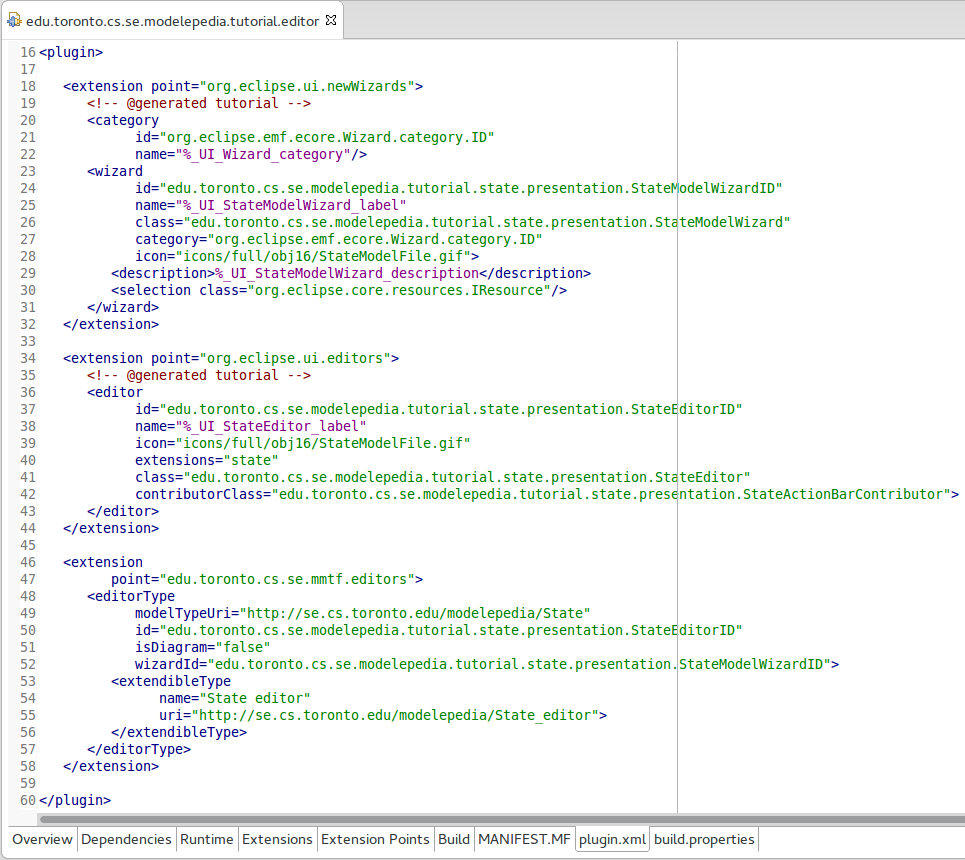 edu.toronto.cs.se.modelepedia.tutorial.editor
16 <plugin>
17
18 <extension point="org.eclipse.ui.newWizards">
19 <!-- @generated tutorial -->
20 <category
21 id="org.eclipse.emf.ecore.Wizard.category.ID"
22 name="%_UI_Wizard_category"/>
23 <wizard
24 id="edu.toronto.cs.se.modelepedia.tutorial.state.presentation.StateModelWizardID"
25 name="%_UI_StateModelWizard_label"
26 class="edu.toronto.cs.se.modelepedia.tutorial.state.presentation.StateModelWizard"
27 category="org.eclipse.emf.ecore.Wizard.category.ID"
28 icon="icons/full/obj16/StateModelFile.gif">
29 <description>%_UI_StateModelWizard_description</description>
30 <selection class="org.eclipse.core.resources.IResource"/>
31 </wizard>
32 </extension>
33
34 <extension point="org.eclipse.ui.editors">
35 <!-- @generated tutorial -->
36 <editor
37 id="edu.toronto.cs.se.modelepedia.tutorial.state.presentation.StateEditorID"
38 name="%_UI_StateEditor_label"
39 icon="icons/full/obj16/StateModelFile.gif"
40 extensions="state"
41 class="edu.toronto.cs.se.modelepedia.tutorial.state.presentation.StateEditor"
42 contributorClass="edu.toronto.cs.se.modelepedia.tutorial.state.presentation.StateActionBarContributor">
43 </editor>
44 </extension>
45
46 <extension
47 point="edu.toronto.cs.se.mmtf.editors">
48 <editorType
49 modelTypeUri="http://se.cs.toronto.edu/modelepedia/State"
50 id="edu.toronto.cs.se.modelepedia.tutorial.state.presentation.StateEditorID"
51 isDiagram="false"
52 wizardId="edu.toronto.cs.se.modelepedia.tutorial.state.presentation.StateModelWizardID">
53 <extendibleType
54 name="State editor"
55 uri="http://se.cs.toronto.edu/modelepedia/State_editor">
56 </extendibleType>
57 </editorType>
58 </extension>
59
60 </plugin>
Overview Dependencies Runtime Extensions Extension Points Build MANIFEST.MF plugin.xml build.properties